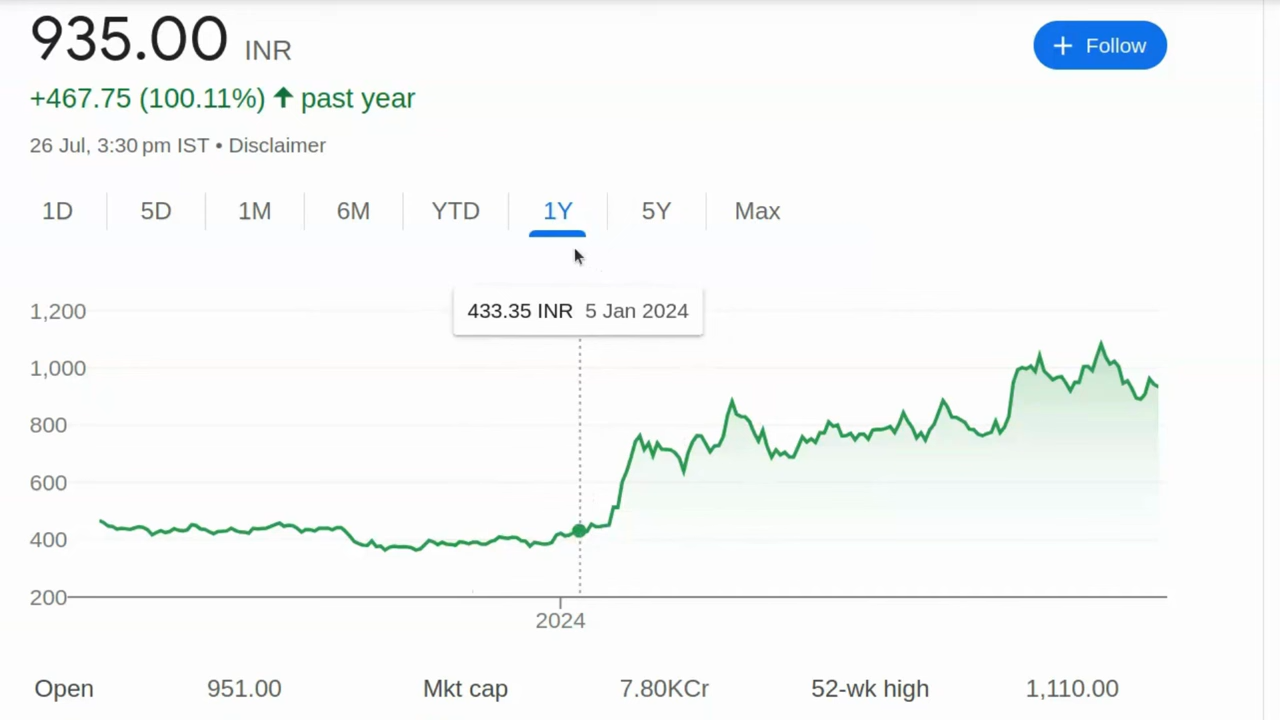 935.00 INR
+ Follow
+467.75 (100.11%) ↑ past year
26 Jul, 3:30 pm IST • Disclaimer
1D 5D 1M 6M YTD 1Y 5Y Max
433.35 INR 5 Jan 2024
1,200
1,000
800
600
400
200
2024
Open 951.00 Mkt cap 7.80KCr 52-wk high 1,110.00